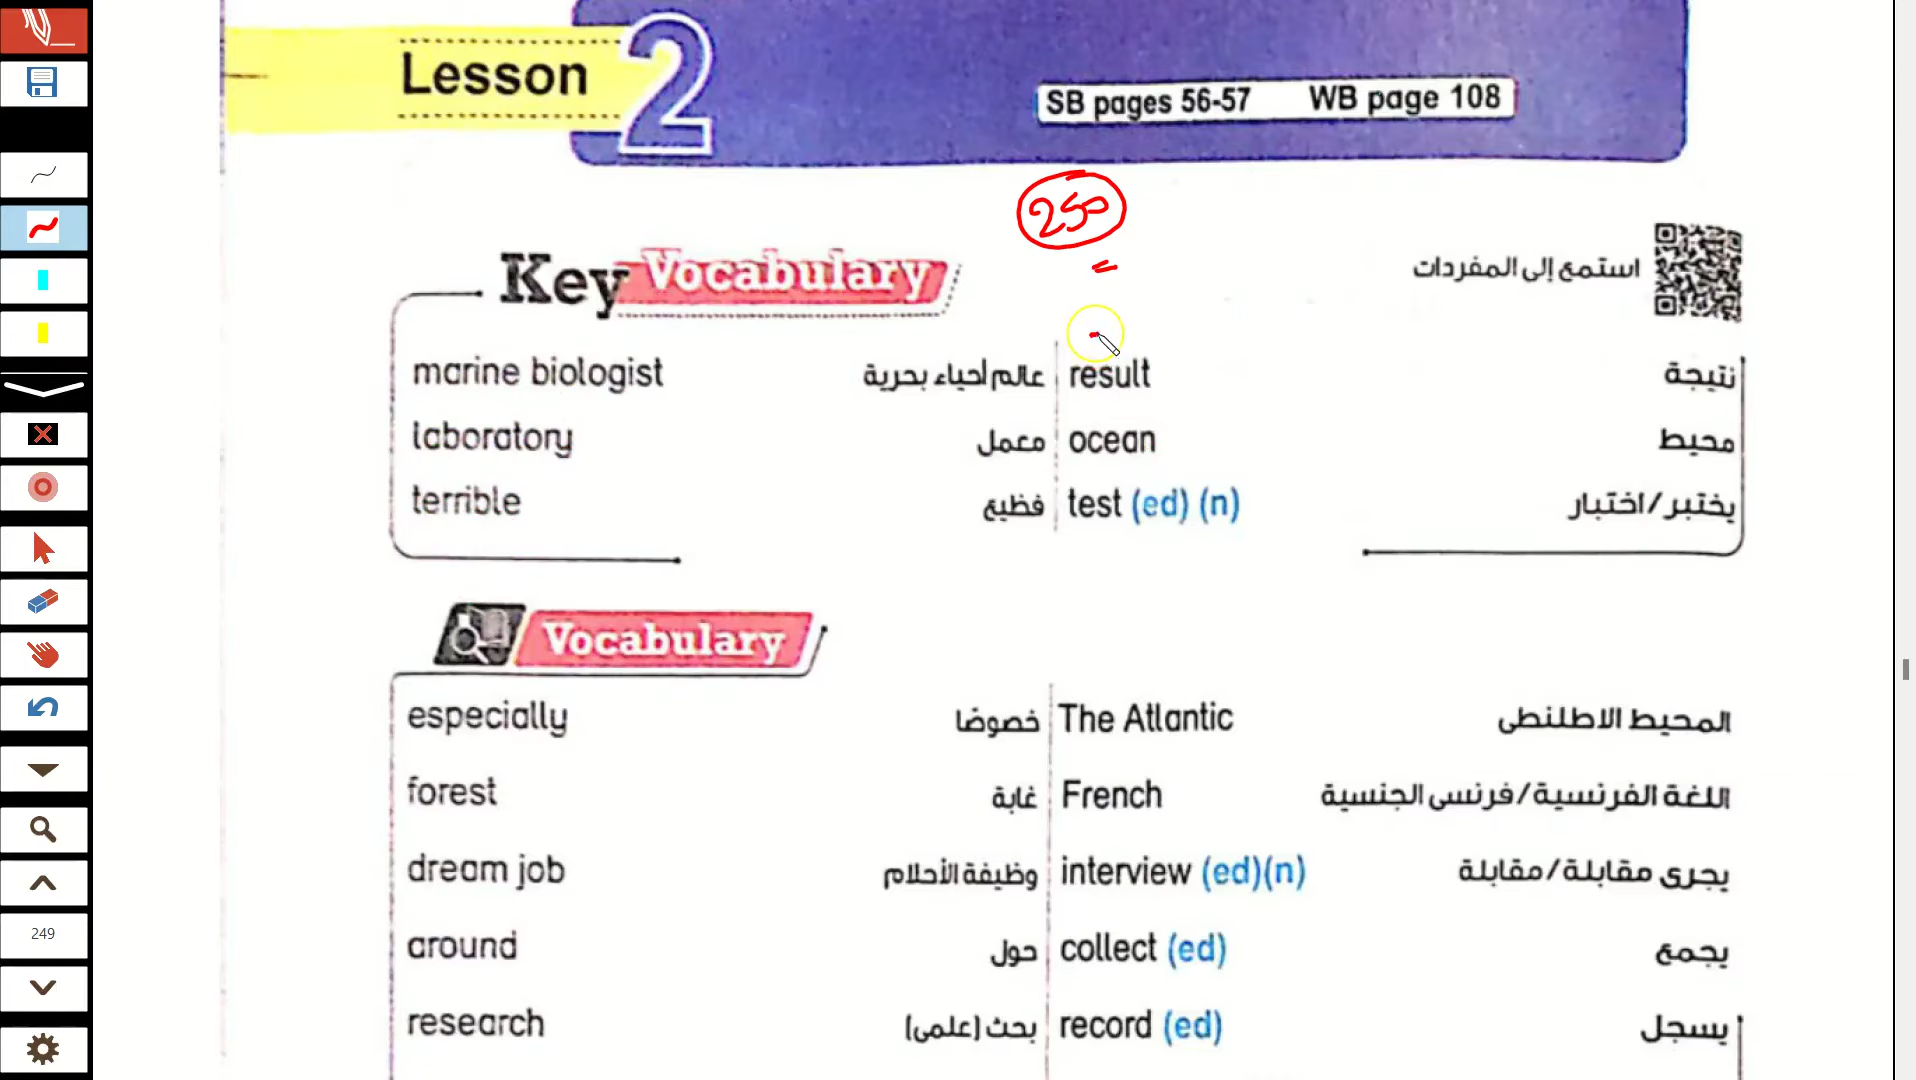 Lesson 2
SB pages 56-57 WB page 108
250
Key Vocabulary
استمع إلى المفردات
marine biologist عالم أحياء بحرية
result نتيجة
laboratory معمل
ocean محيط
terrible فظيع
test (ed) (n) يختبر/اختبار
Vocabulary
especially خصوصًا
The Atlantic المحيط الاطلنطى
forest غابة
French اللغة الفرنسية/فرنسى الجنسية
dream job وظيفة الأحلام
interview (ed)(n) يجرى مقابلة/مقابلة
around حول
collect (ed) يجمع
research بحث (علمى)
record (ed) يسجل
249